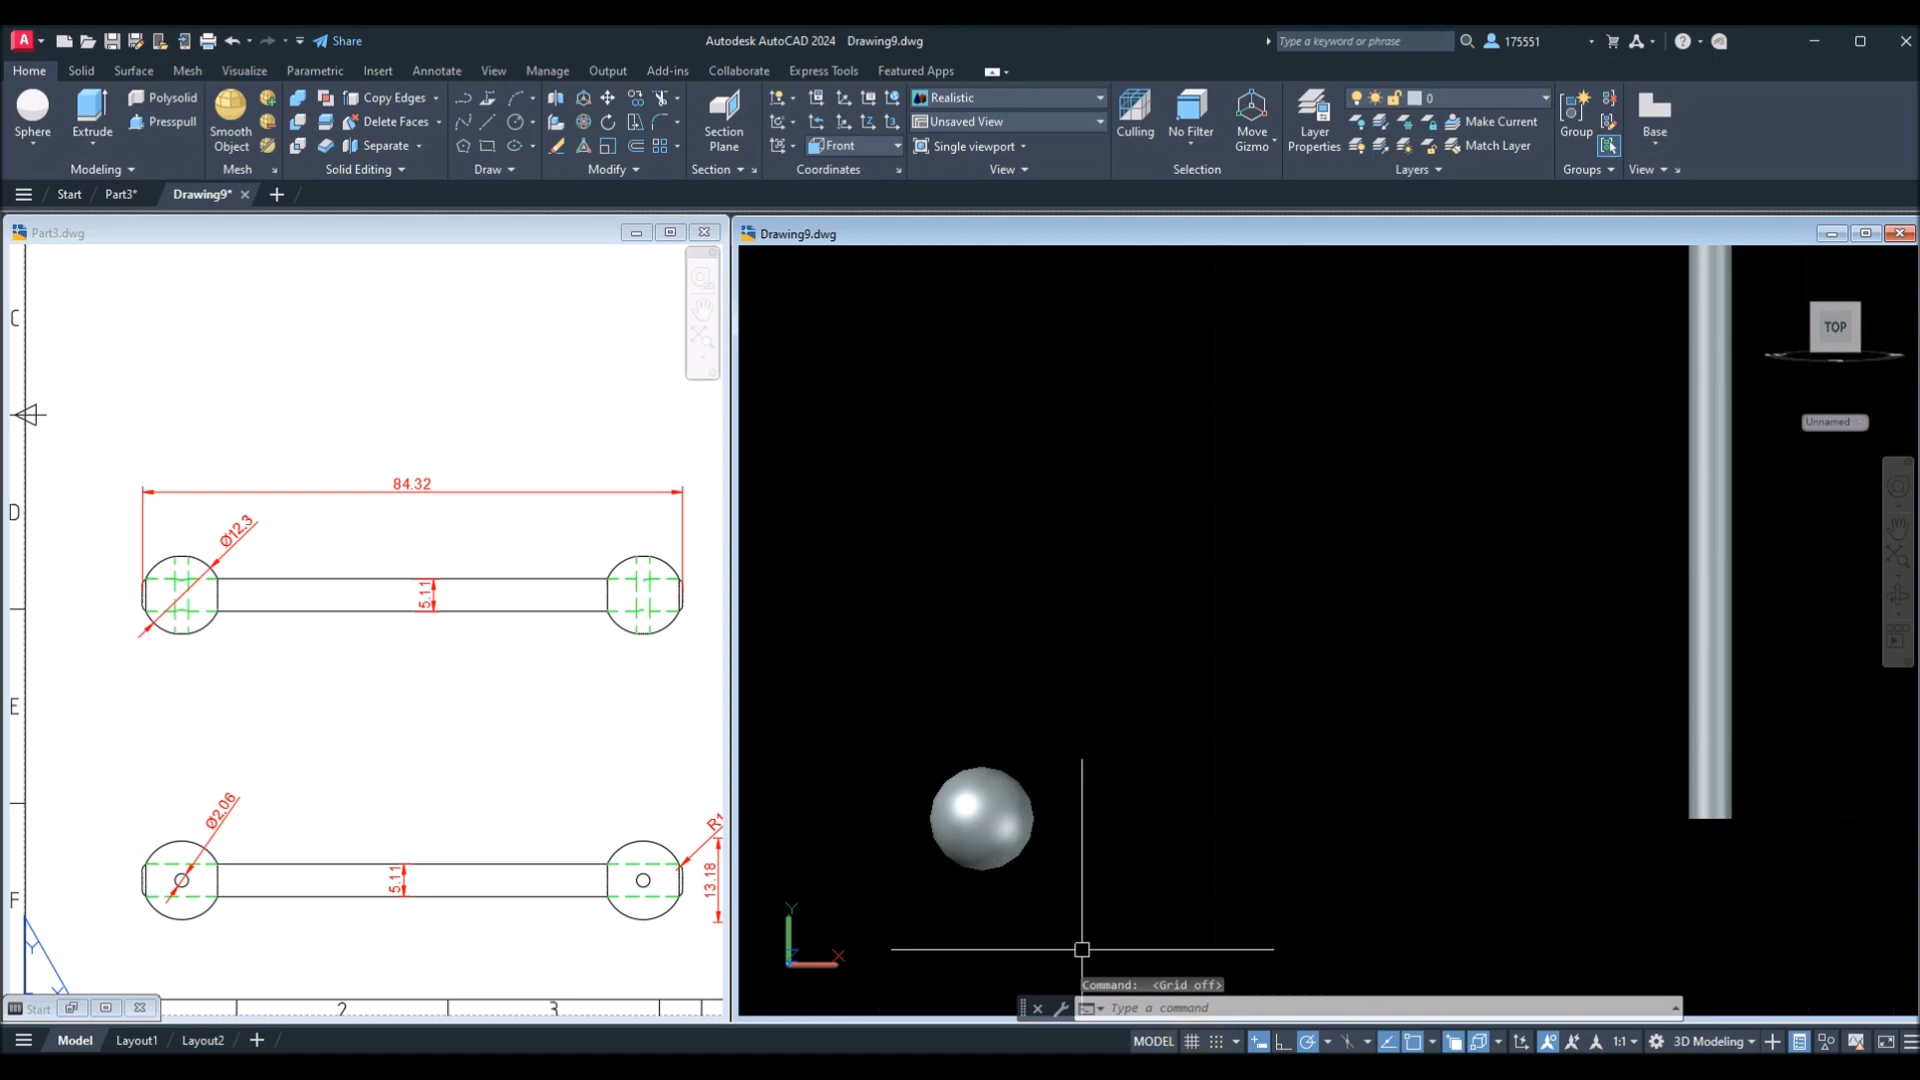 A Share Autodesk AutoCAD 2024 Drawing9.dwg Type a keyword or phrase 175551
Home Solid Surface Mesh Visualize Parametric Insert Annotate View Manage Output Add-ins Collaborate Express Tools Featured Apps
Polysolid Copy Edges Realistic 0
Presspull Delete Faces Unsaved View Make Current
Sphere Extrude Smooth Object Separate Section Plane Front Single viewport Culling No Filter Move Gizmo Layer Properties Match Layer Group Base
Modeling Mesh Solid Editing Draw Modify Section Coordinates View Selection Layers Groups View
Start Part3* Drawing9*
Part3.dwg
Drawing9.dwg
C
TOP
Unnamed
84.32
D
Ø12.3
5.11
E
Ø2.06
5.11
13.18
F
Y
X
Y
Command: <Grid off>
Start
2
3
Type a command
Model Layout1 Layout2
MODEL 1:1 3D Modeling